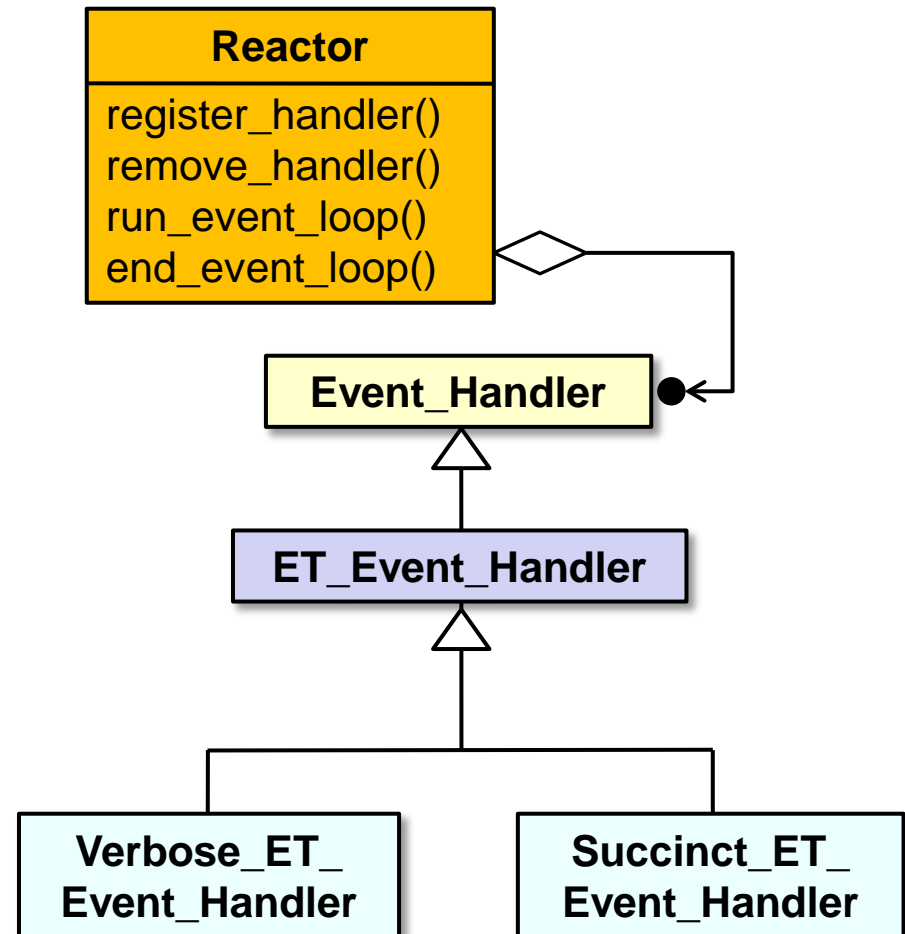 Reactor
register_handler()
remove_handler()
run_event_loop()
end_event_loop()
Event_Handler
ET_Event_Handler
Verbose_ET_
Event_Handler
Succinct_ET_
Event_Handler